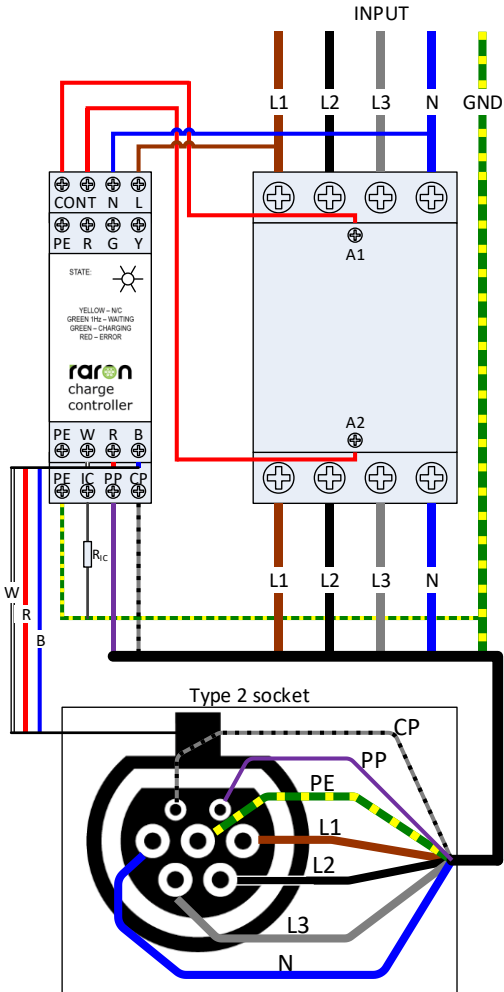 INPUT
L1 L2 L3 N GND
CONT N L
PE R G Y
STATE:
YELLOW – N/C
GREEN 1Hz – WAITING
GREEN – CHARGING
RED – ERROR
raron
charge
controller
PE W R B
PE IC PP CP
A1
A2
RIC
W
R
B
L1 L2 L3 N
Type 2 socket
CP
PP
PE
L1
L2
L3
N